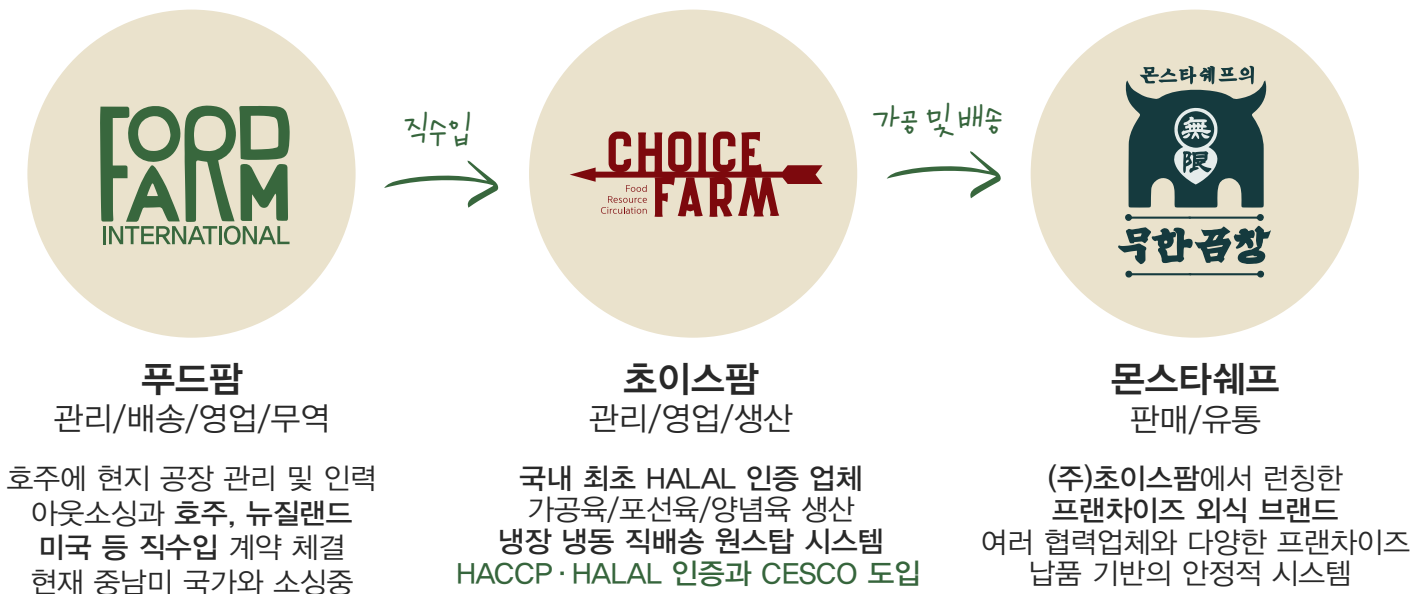 FOOD
FARM
INTERNATIONAL
직수입
CHOICE
FARM
Food
Resource
Circulation
가공 및 배송
몬스타쉐프의
無
限
무한곱창
푸드팜
관리/배송/영업/무역
호주에 현지 공장 관리 및 인력
아웃소싱과 호주, 뉴질랜드
미국 등 직수입 계약 체결
현재 중남미 국가와 소싱중
초이스팜
관리/영업/생산
국내 최초 HALAL 인증 업체
가공육/포선육/양념육 생산
냉장 냉동 직배송 원스탑 시스템
HACCP · HALAL 인증과 CESCO 도입
몬스타쉐프
판매/유통
(주)초이스팜에서 런칭한
프랜차이즈 외식 브랜드
여러 협력업체와 다양한 프랜차이즈
납품 기반의 안정적 시스템